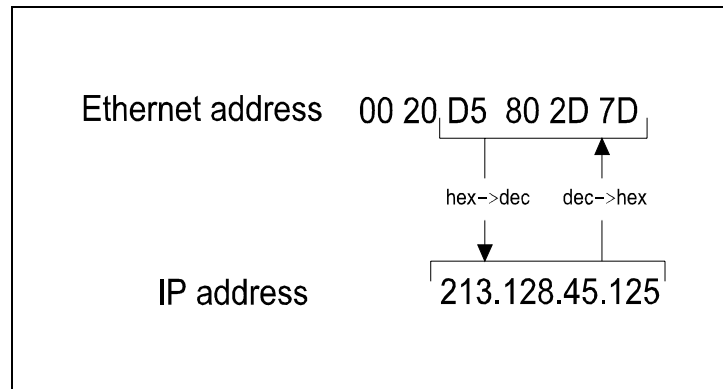 Ethernet address 00 20 D5 80 2D 7D
hex->dec dec->hex
IP address 213.128.45.125